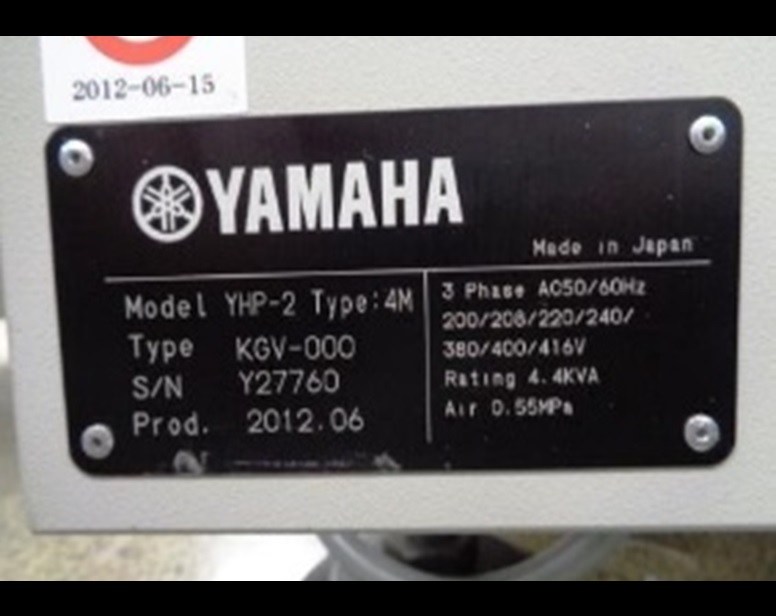 2012-06-15
YAMAHA
Made in Japan
Model YHP-2 Type:4M
Type KGV-000
S/N Y27760
Prod. 2012.06
3 Phase AC50/60Hz
200/208/220/240/
380/400/416V
Rating 4.4KVA
Air 0.55MPa